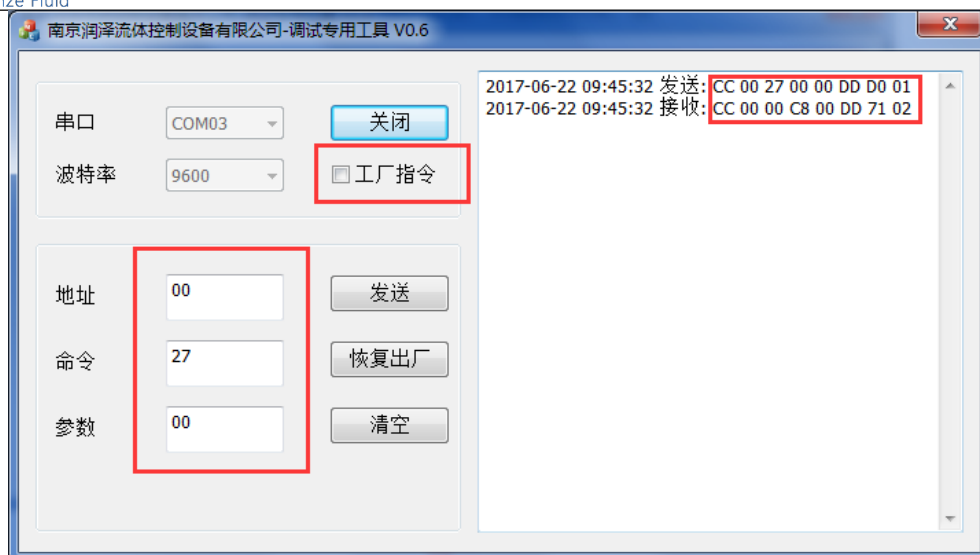 nze Fluid
南京润泽流体控制设备有限公司-调试专用工具 V0.6
串口
COM03
关闭
波特率
9600
工厂指令
地址
00
发送
命令
27
恢复出厂
参数
00
清空
2017-06-22 09:45:32 发送: CC 00 27 00 00 DD D0 01
2017-06-22 09:45:32 接收: CC 00 00 C8 00 DD 71 02